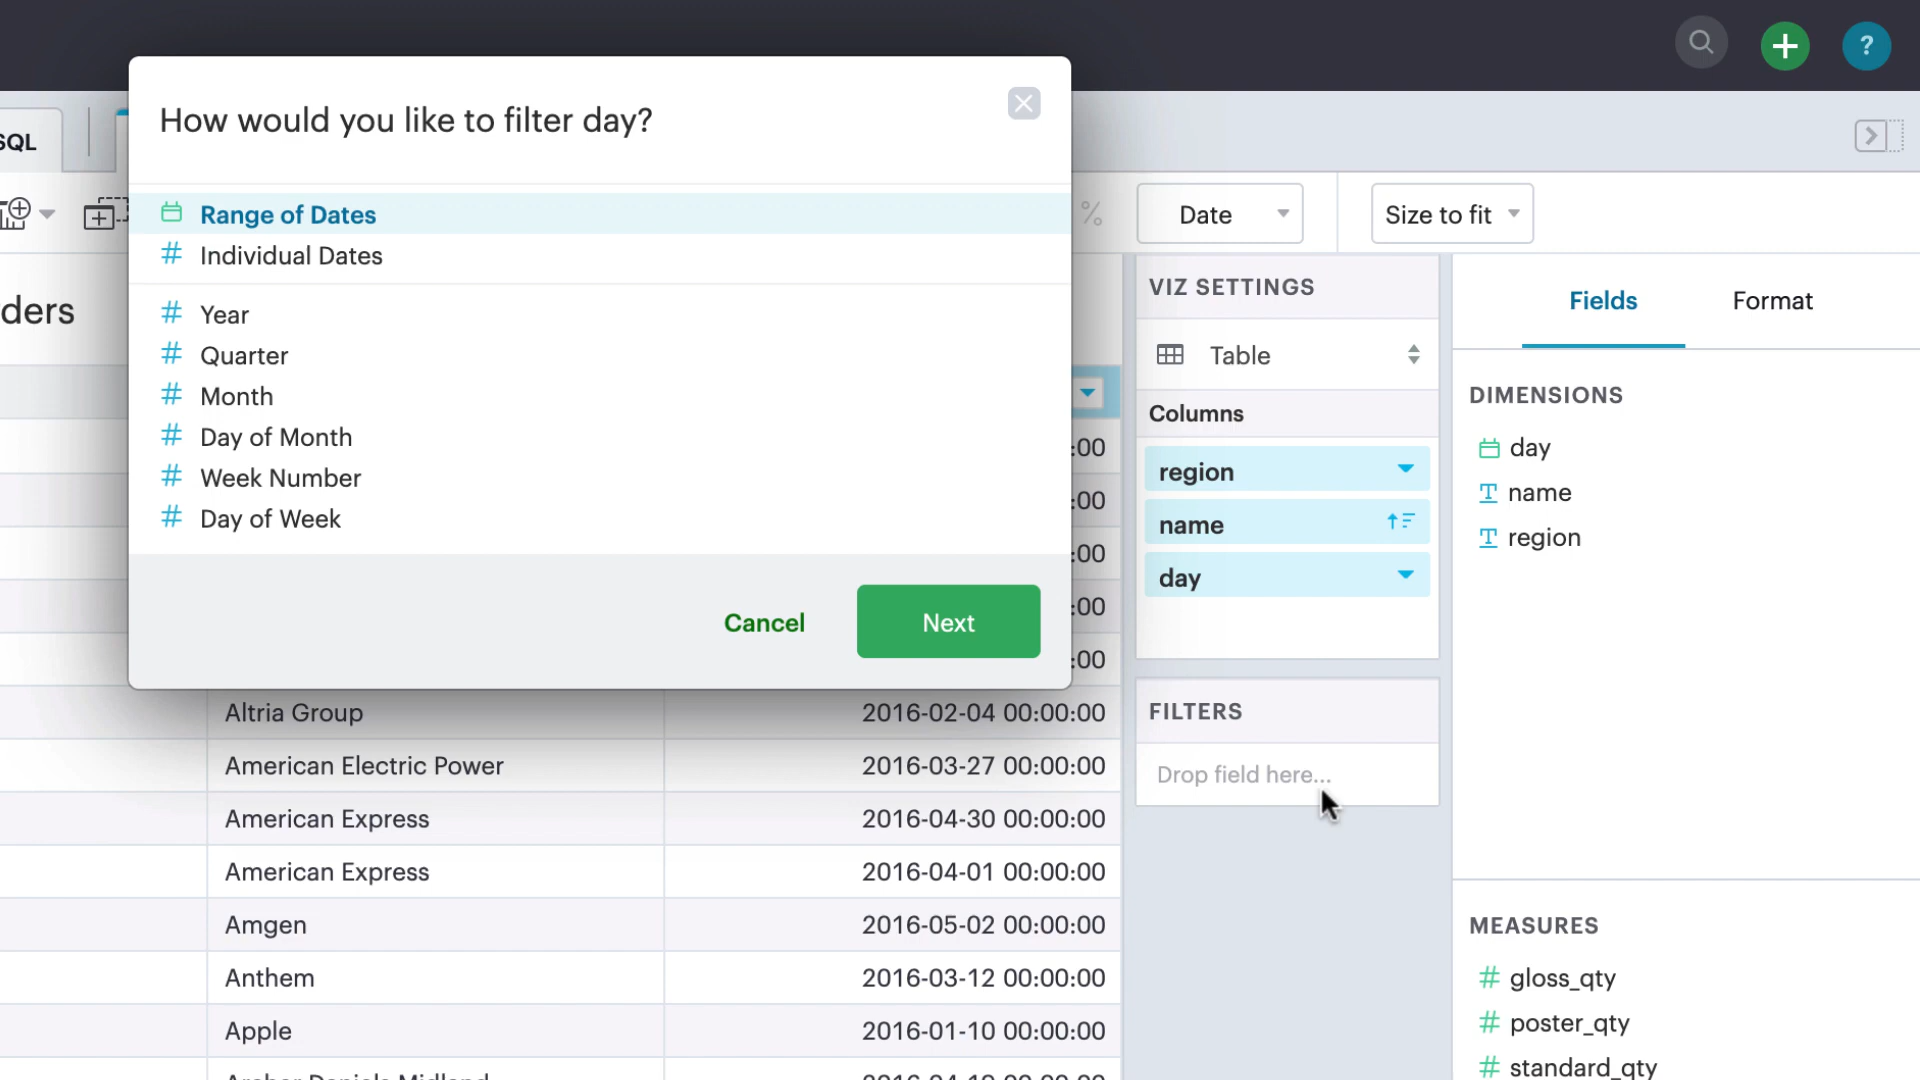 ?
How would you like to filter day?
SQL
Range of Dates
Individual Dates
Year
Quarter
Month
Day of Month
Week Number
Day of Week
Cancel
Next
%
Date
Size to fit
ders
VIZ SETTINGS
Table
Columns
region
name
day
FILTERS
Drop field here...
Fields
Format
DIMENSIONS
day
name
region
MEASURES
gloss_qty
poster_qty
standard_qty
:00
:00
:00
:00
:00
Altria Group 2016-02-04 00:00:00
American Electric Power 2016-03-27 00:00:00
American Express 2016-04-30 00:00:00
American Express 2016-04-01 00:00:00
Amgen 2016-05-02 00:00:00
Anthem 2016-03-12 00:00:00
Apple 2016-01-10 00:00:00